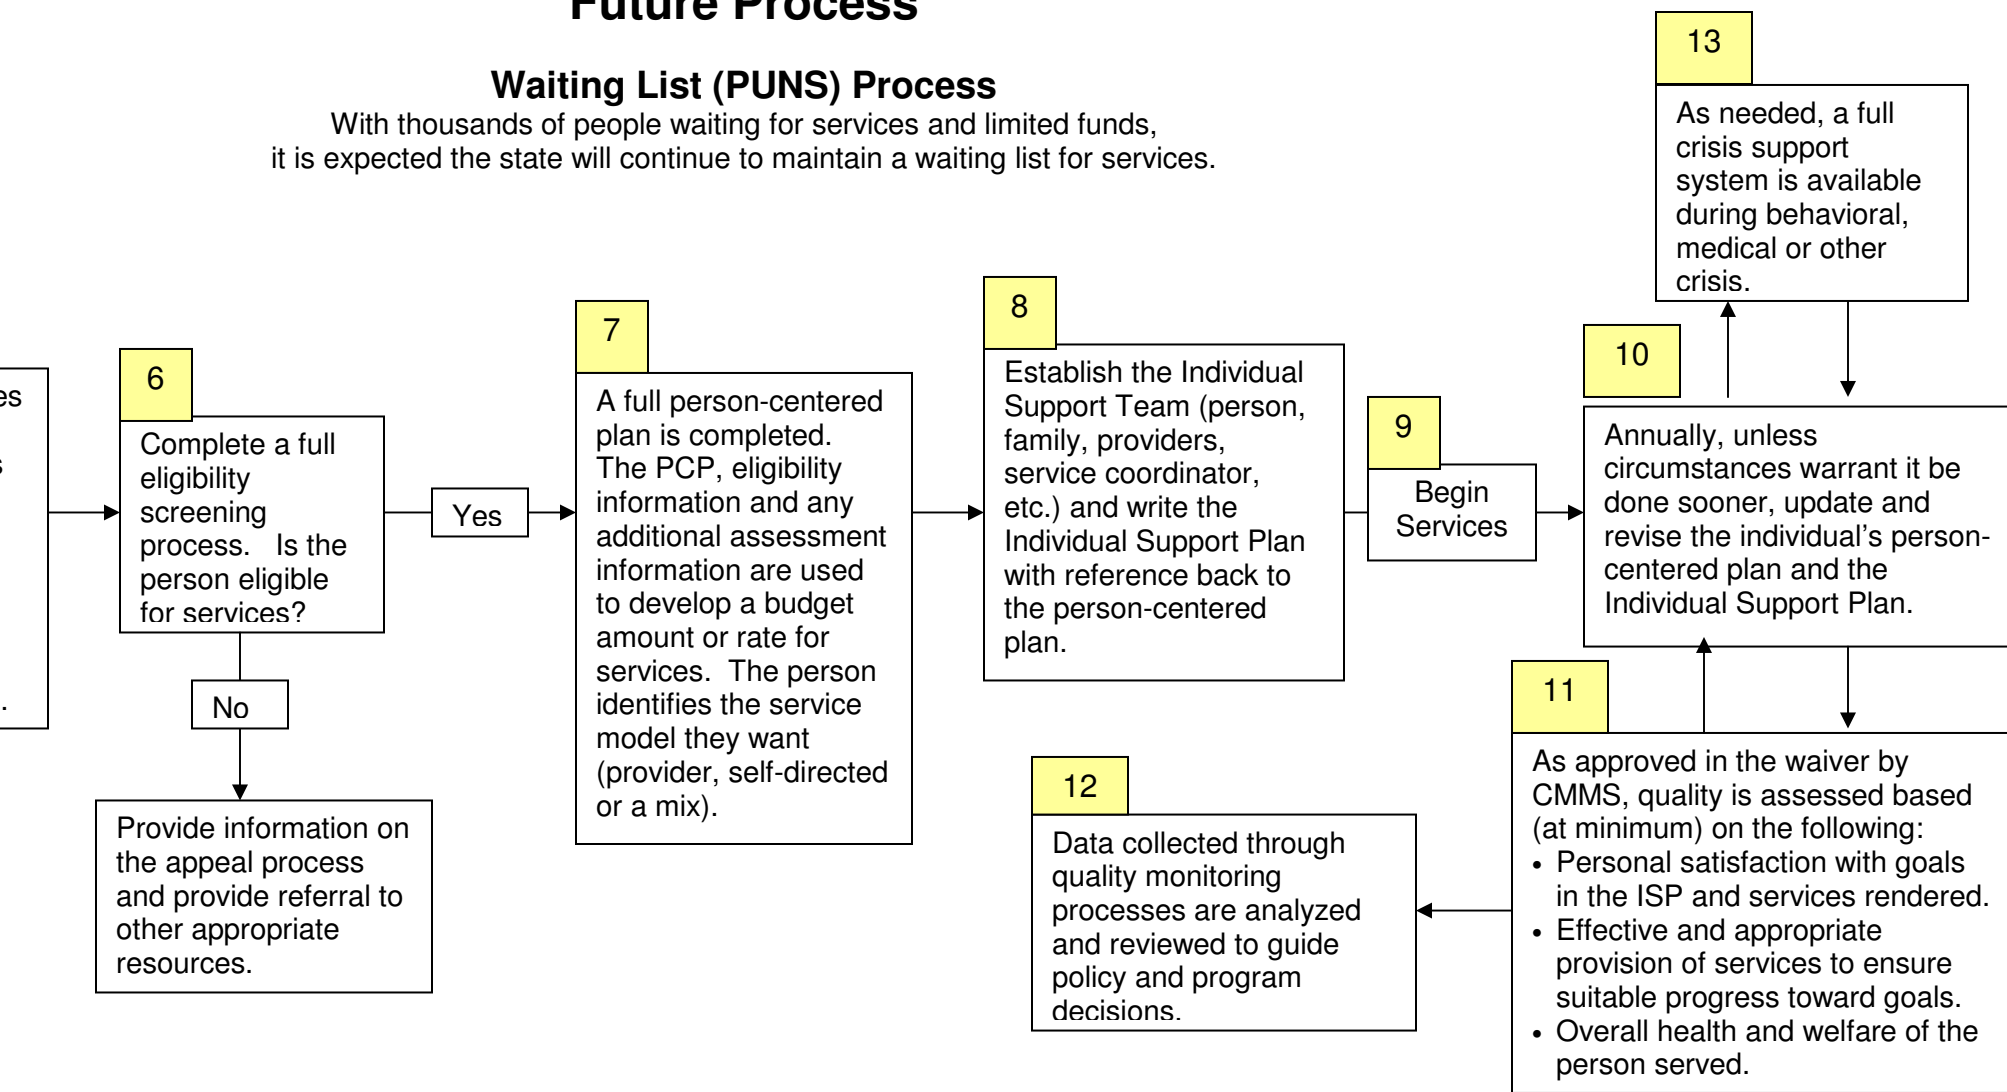 Future Process
Waiting List (PUNS) Process
With thousands of people waiting for services and limited funds,
it is expected the state will continue to maintain a waiting list for services.
6
Complete a full
eligibility
screening
process. Is the
person eligible
for services?
Yes
No
Provide information on
the appeal process
and provide referral to
other appropriate
resources.
7
A full person-centered
plan is completed.
The PCP, eligibility
information and any
additional assessment
information are used
to develop a budget
amount or rate for
services. The person
identifies the service
model they want
(provider, self-directed
or a mix).
8
Establish the Individual
Support Team (person,
family, providers,
service coordinator,
etc.) and write the
Individual Support Plan
with reference back to
the person-centered
plan.
9
Begin
Services
10
Annually, unless
circumstances warrant it be
done sooner, update and
revise the individual’s person-
centered plan and the
Individual Support Plan.
13
As needed, a full
crisis support
system is available
during behavioral,
medical or other
crisis.
11
As approved in the waiver by
CMMS, quality is assessed based
(at minimum) on the following:
• Personal satisfaction with goals
in the ISP and services rendered.
• Effective and appropriate
provision of services to ensure
suitable progress toward goals.
• Overall health and welfare of the
person served.
12
Data collected through
quality monitoring
processes are analyzed
and reviewed to guide
policy and program
decisions.